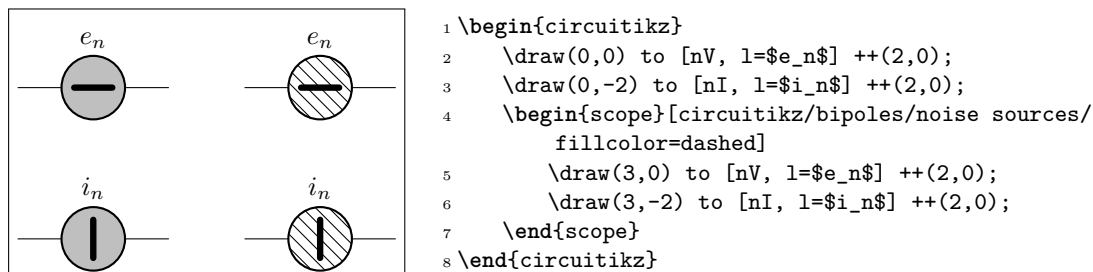 e_n e_n
i_n i_n
1 \begin{circuitikz}
2 \draw(0,0) to [nV, l=$e_n$] ++(2,0);
3 \draw(0,-2) to [nI, l=$i_n$] ++(2,0);
4 \begin{scope}[circuitikz/bipoles/noise sources/
fillcolor=dashed]
5 \draw(3,0) to [nV, l=$e_n$] ++(2,0);
6 \draw(3,-2) to [nI, l=$i_n$] ++(2,0);
7 \end{scope}
8 \end{circuitikz}